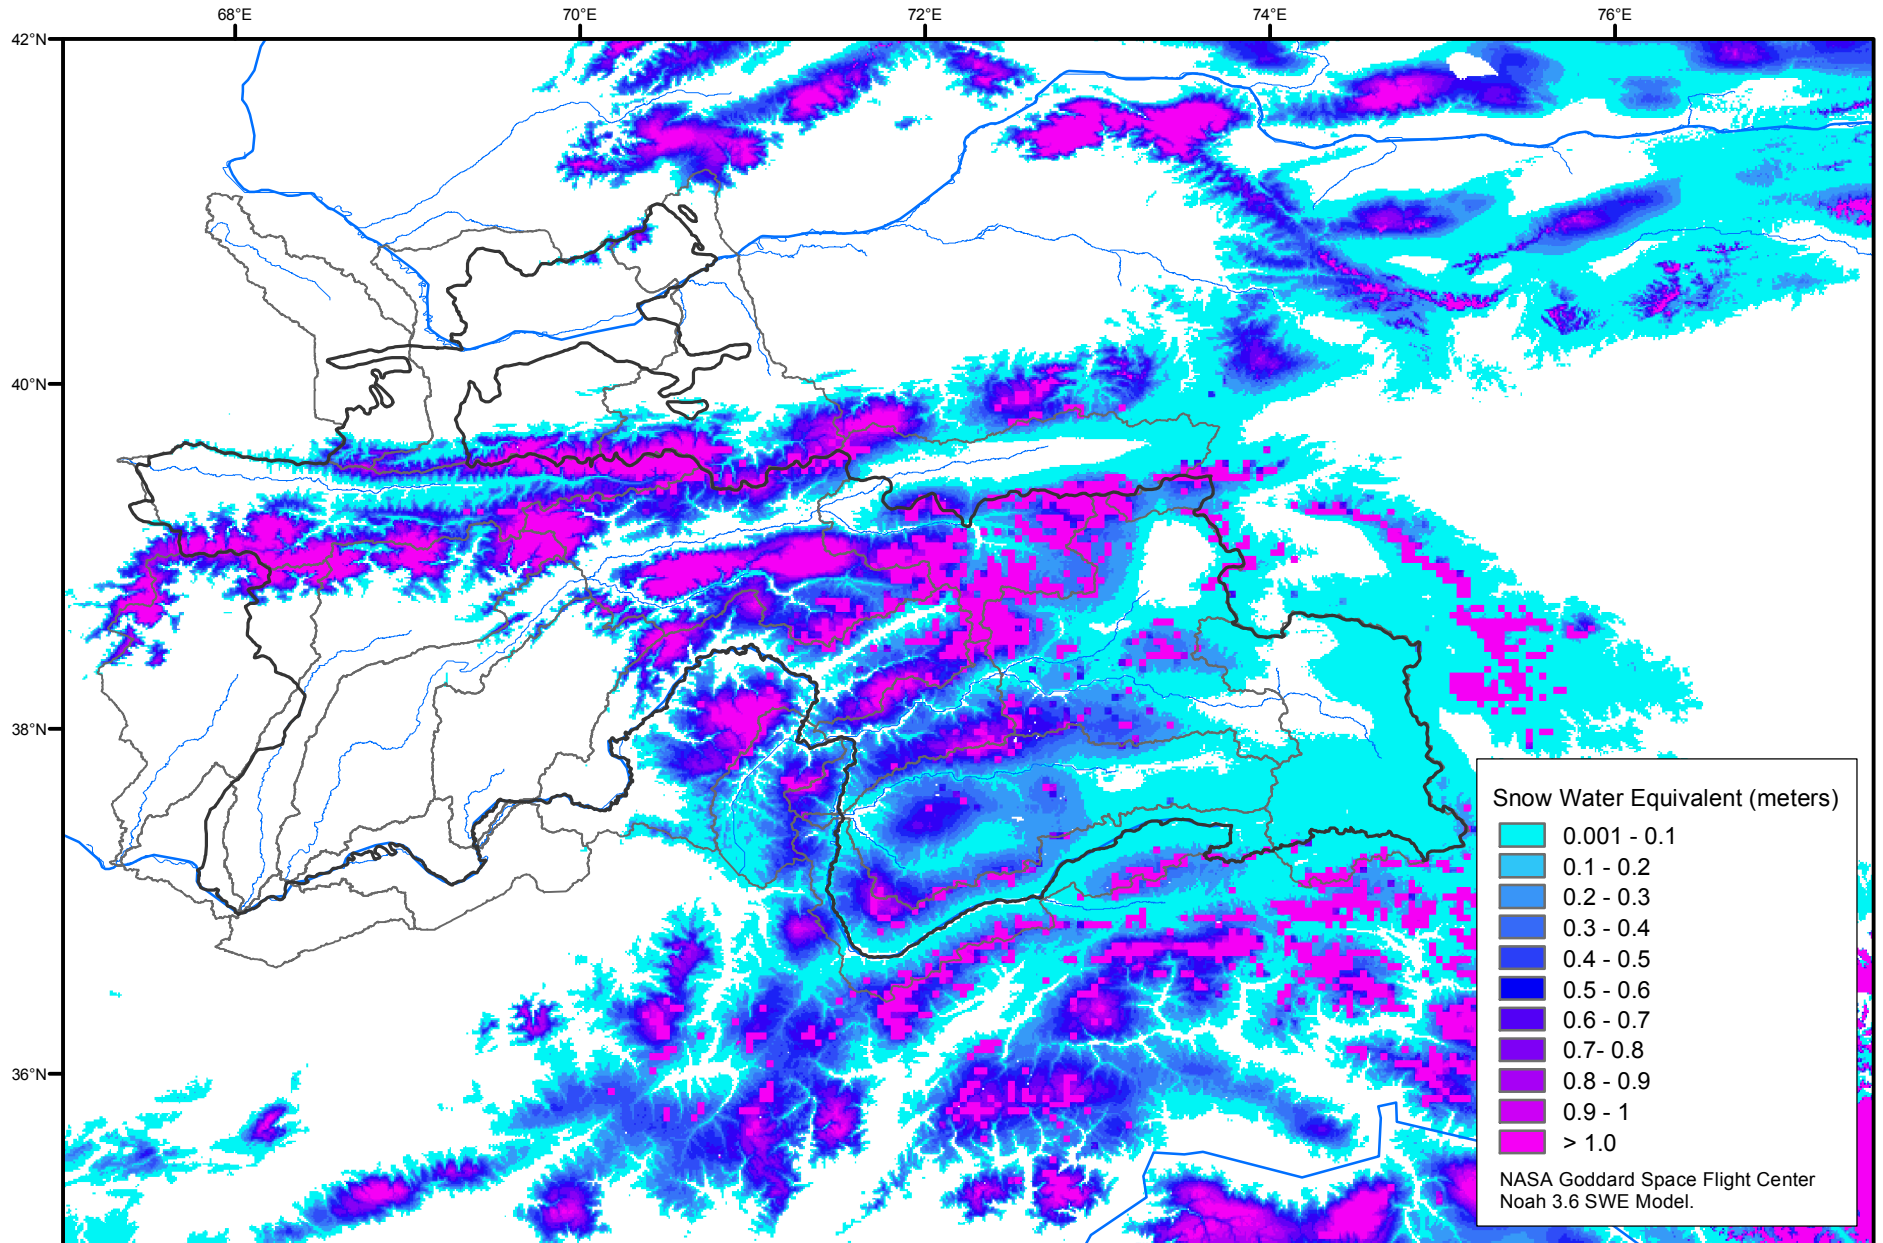 68°E
70°E
72°E
74°E
76°E
42°N
40°N
38°N
36°N
Snow Water Equivalent (meters)
0.001 - 0.1
0.1 - 0.2
0.2 - 0.3
0.3 - 0.4
0.4 - 0.5
0.5 - 0.6
0.6 - 0.7
0.7- 0.8
0.8 - 0.9
0.9 - 1
> 1.0
NASA Goddard Space Flight Center
Noah 3.6 SWE Model.